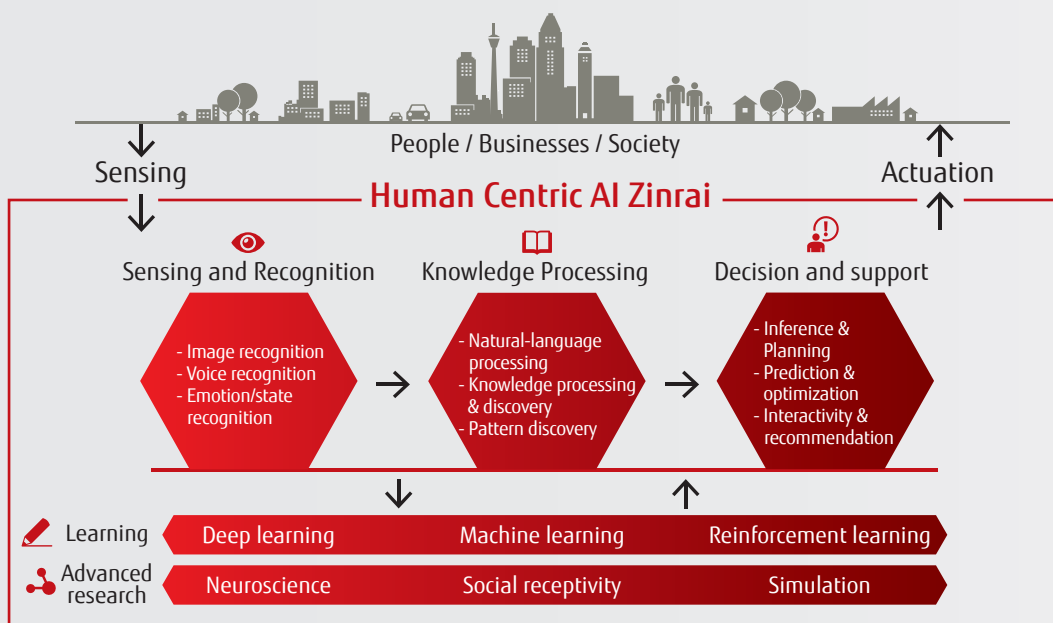 People / Businesses / Society
Sensing
Actuation
Human Centric AI Zinrai
Sensing and Recognition
- Image recognition
- Voice recognition
- Emotion/state
recognition
Knowledge Processing
- Natural-language
processing
- Knowledge processing
& discovery
- Pattern discovery
Decision and support
- Inference &
Planning
- Prediction &
optimization
- Interactivity &
recommendation
Learning
Deep learning
Machine learning
Reinforcement learning
Advanced
research
Neuroscience
Social receptivity
Simulation